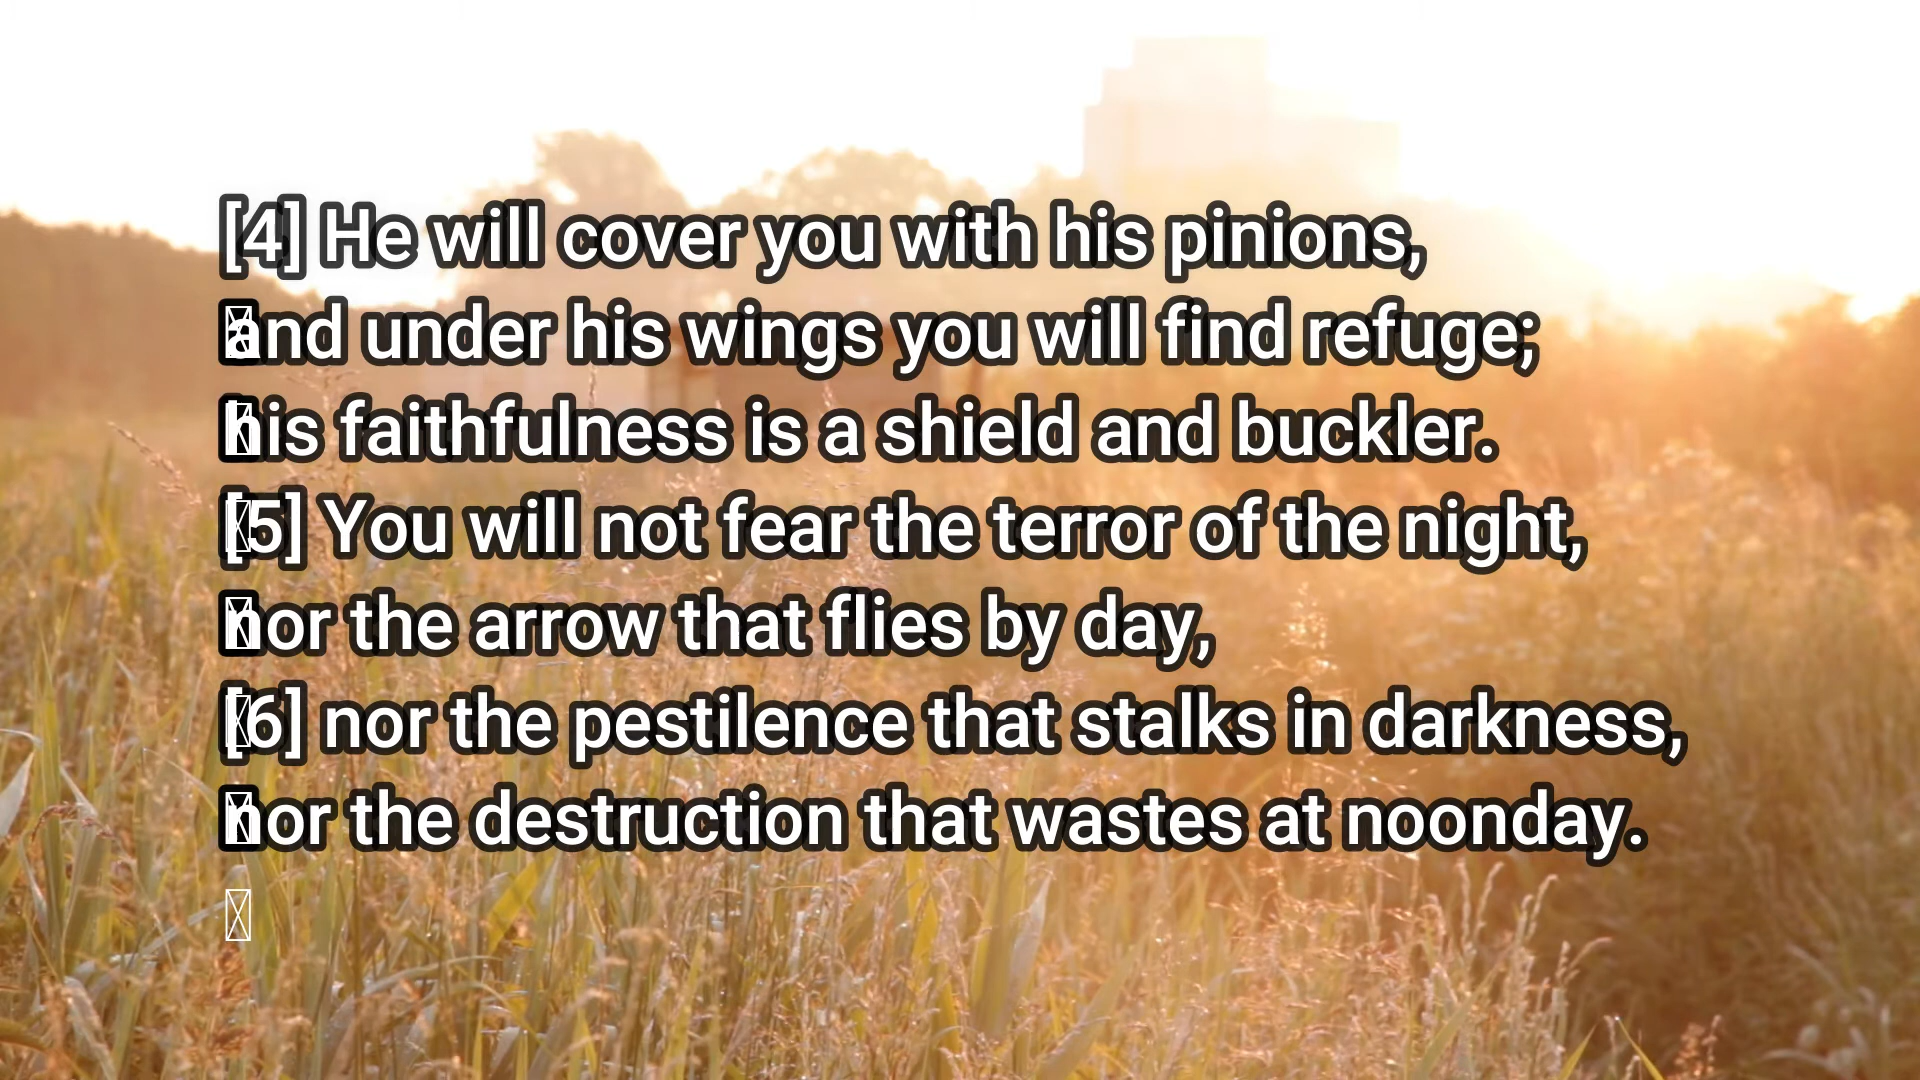 [4] He will cover you with his pinions,
and under his wings you will find refuge;
his faithfulness is a shield and buckler.
[5] You will not fear the terror of the night,
nor the arrow that flies by day,
[6] nor the pestilence that stalks in darkness,
nor the destruction that wastes at noonday.